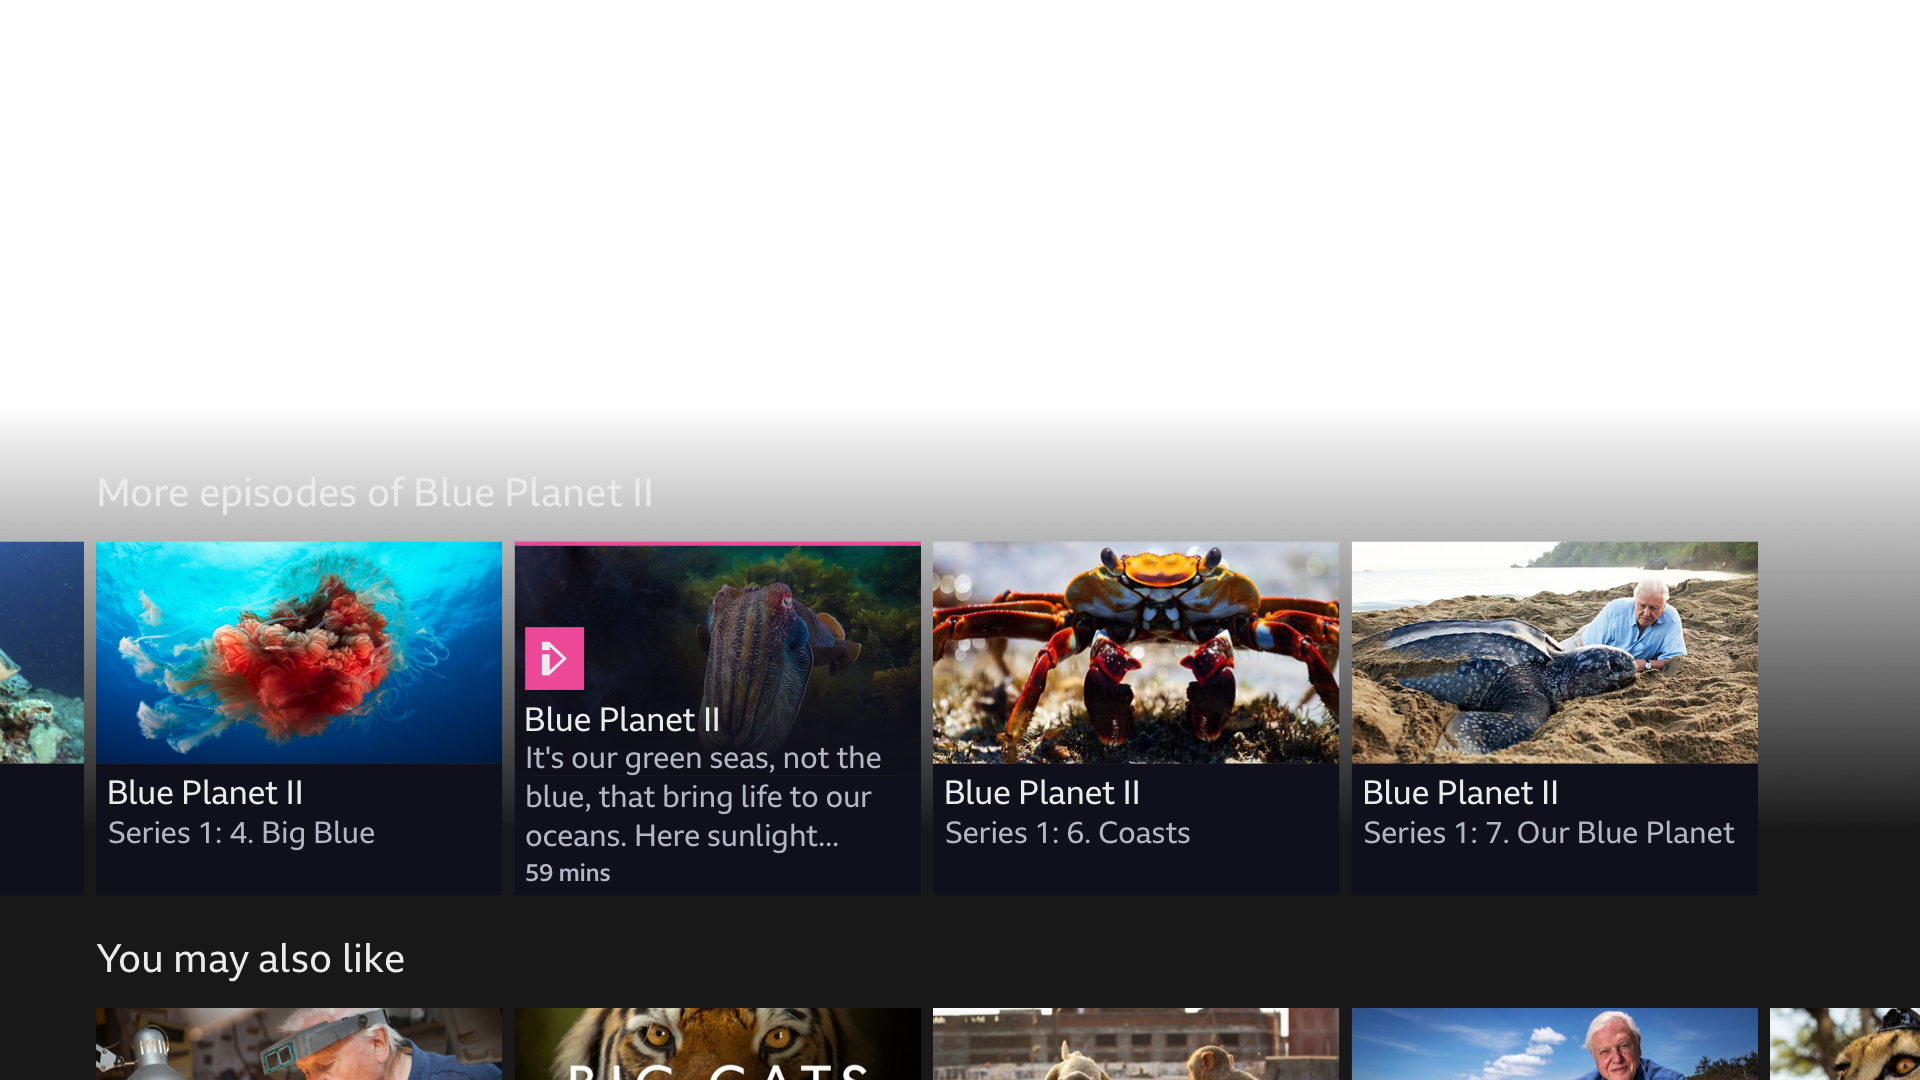 More episodes of Blue Planet II
Blue Planet II
Series 1: 4. Big Blue
Blue Planet II
It's our green seas, not the
blue, that bring life to our
oceans. Here sunlight...
59 mins
Blue Planet II
Series 1: 6. Coasts
Blue Planet II
Series 1: 7. Our Blue Planet
You may also like
BIG CATS